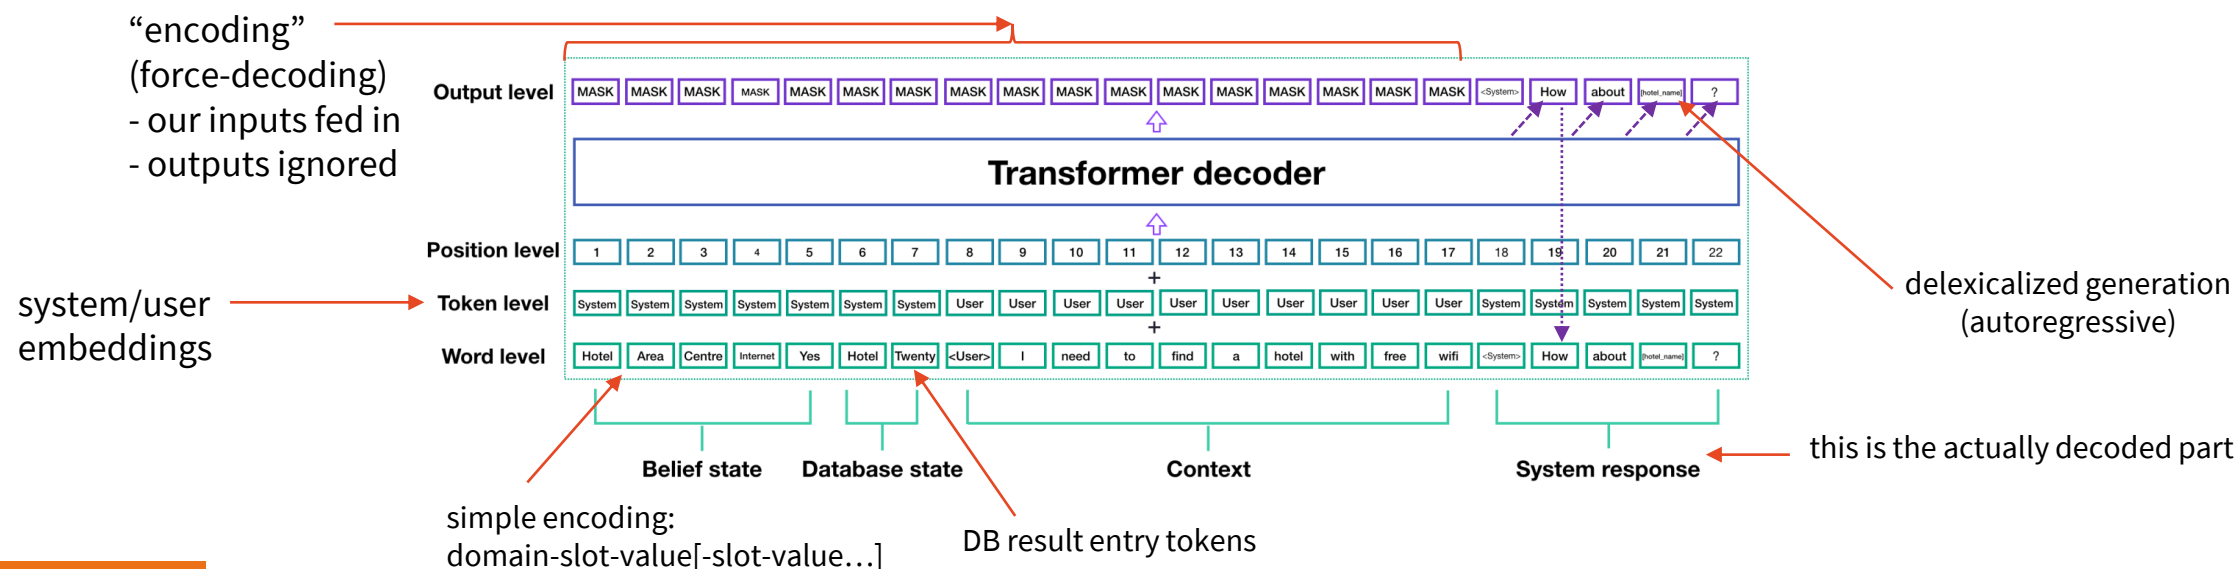 “encoding”
(force-decoding)
- our inputs fed in
- outputs ignored
Output level MASK MASK MASK MASK MASK MASK MASK MASK MASK MASK MASK MASK MASK MASK MASK MASK MASK <System> How about [hotel_name] ?
Transformer decoder
Position level 1 2 3 4 5 6 7 8 9 10 11 12 13 14 15 16 17 18 19 20 21 22
+
system/user
embeddings
Token level System System System System System System System User User User User User User User User User User System System System System System
+
Word level Hotel Area Centre Internet Yes Hotel Twenty <User> I need to find a hotel with free wifi <System> How about [hotel_name] ?
delexicalized generation
(autoregressive)
Belief state Database state Context System response
this is the actually decoded part
simple encoding:
domain-slot-value[-slot-value…]
DB result entry tokens